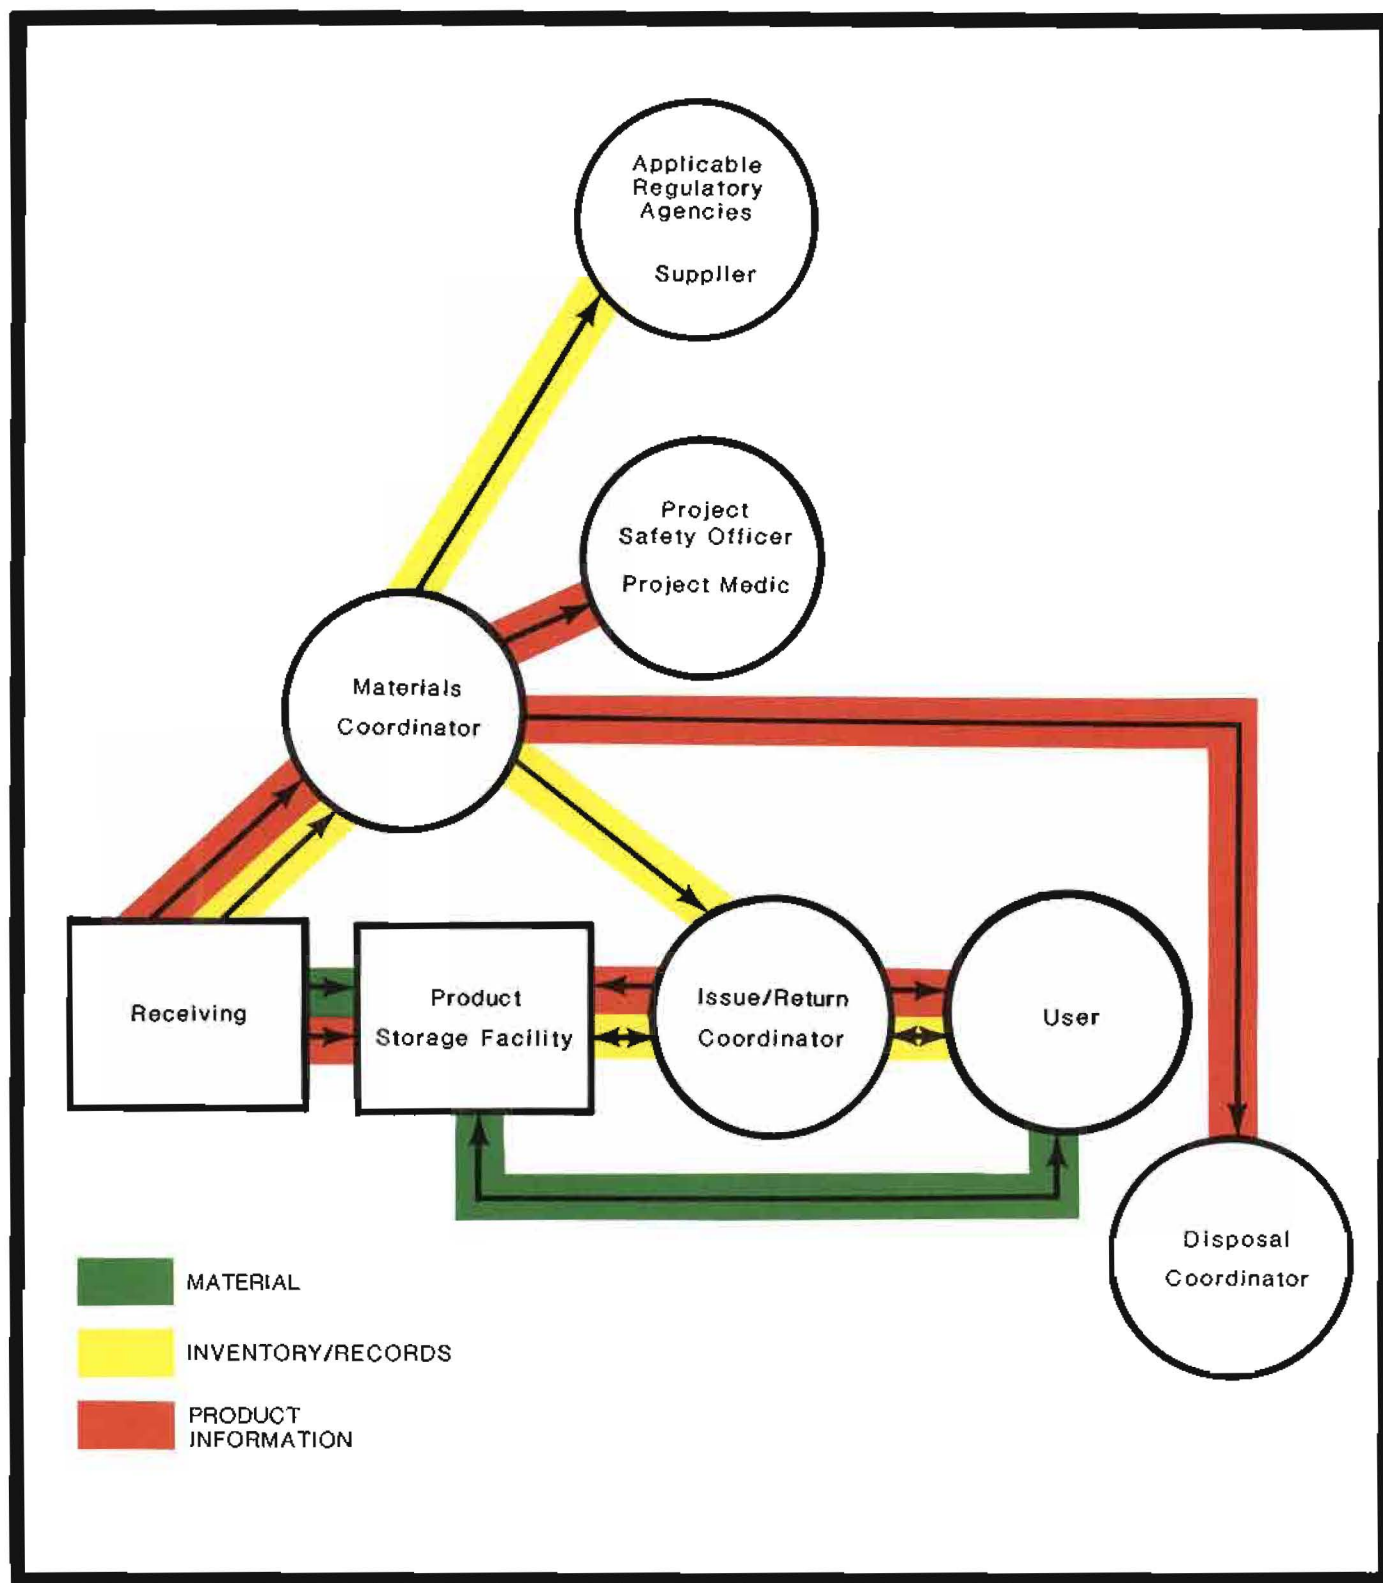 Applicable
Regulatory
Agencies
Supplier
Project
Safety Officer
Project Medic
Materials
Coordinator
Receiving
Product
Storage Facility
Issue/Return
Coordinator
User
Disposal
Coordinator
MATERIAL
INVENTORY/RECORDS
PRODUCT
INFORMATION